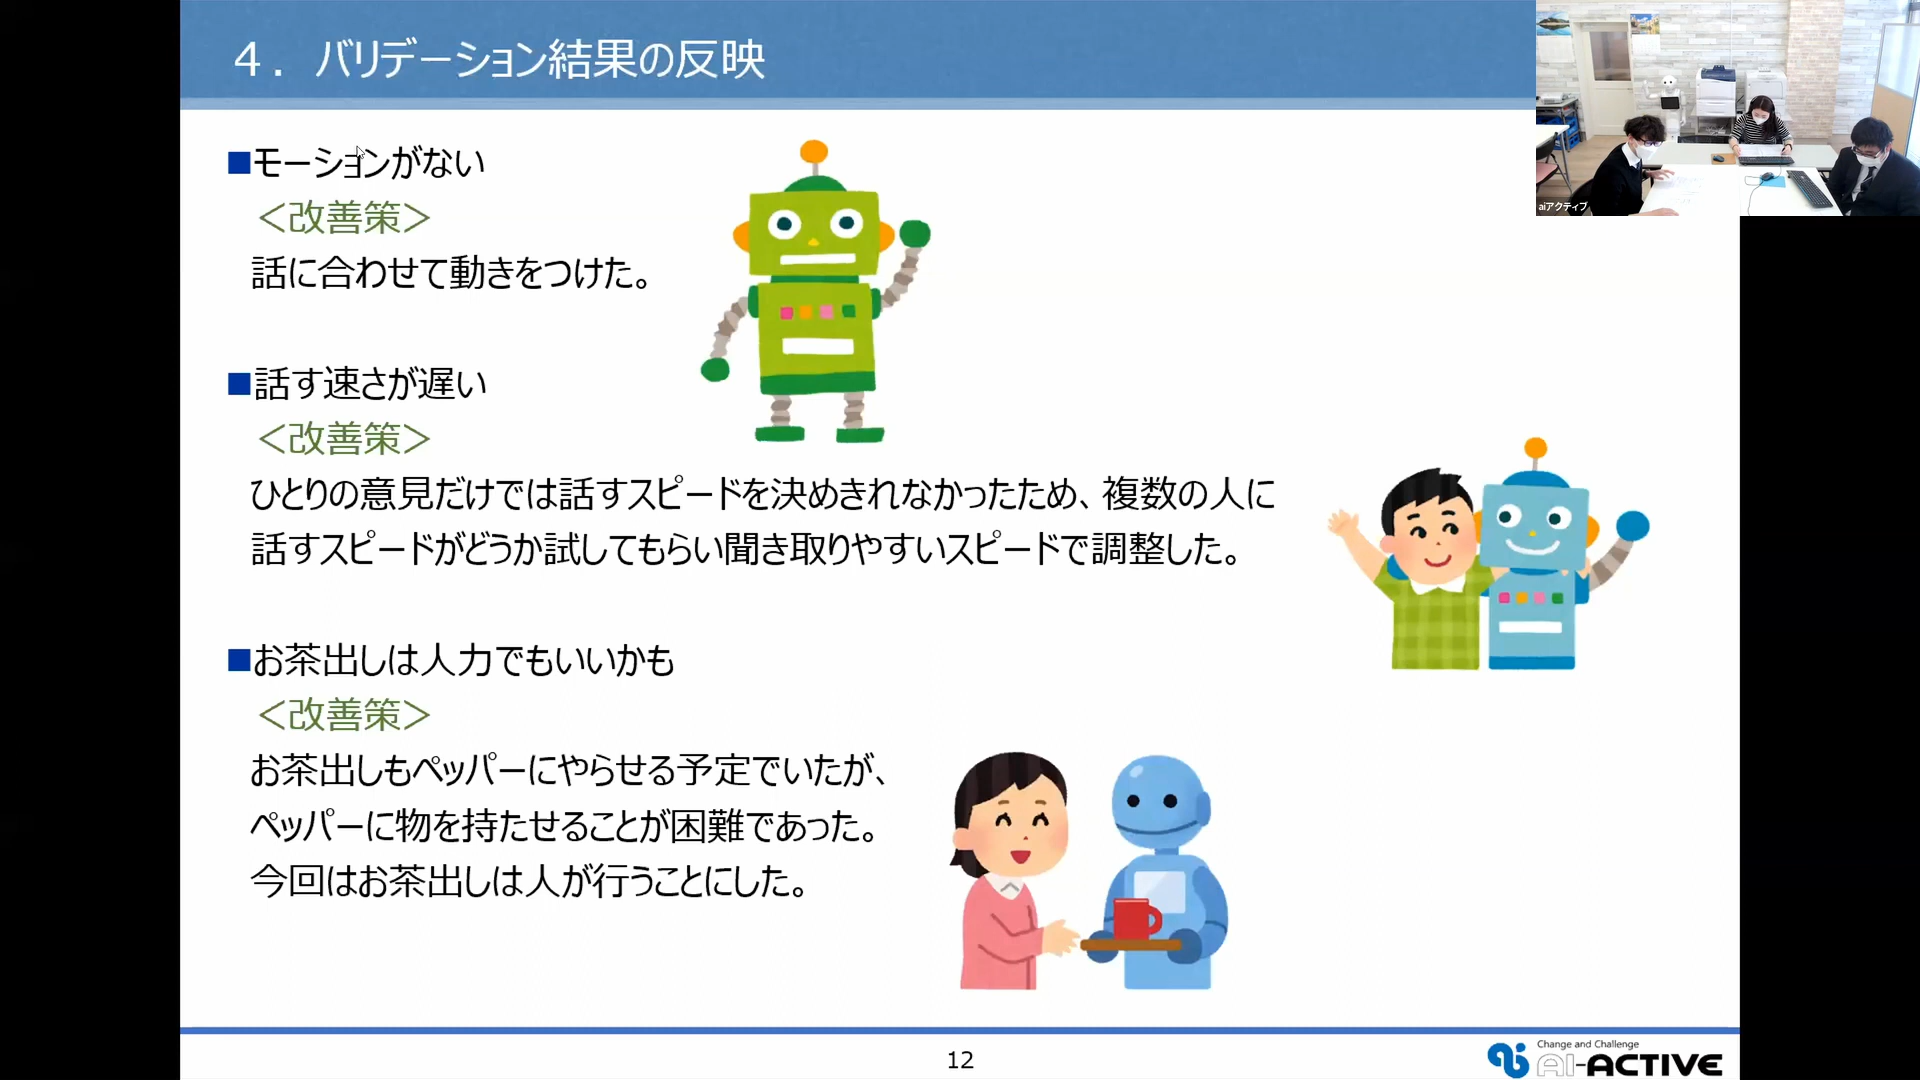 4．バリデーション結果の反映
aiアクティブ
■モーションがない
＜改善策＞
話に合わせて動きをつけた。
■話す速さが遅い
＜改善策＞
ひとりの意見だけでは話すスピードを決めきれなかったため、複数の人に
話すスピードがどうか試してもらい聞き取りやすいスピードで調整した。
■お茶出しは人力でもいいかも
＜改善策＞
お茶出しもペッパーにやらせる予定でいたが、
ペッパーに物を持たせることが困難であった。
今回はお茶出しは人が行うことにした。
12
Change and Challenge
AI-ACTIVE